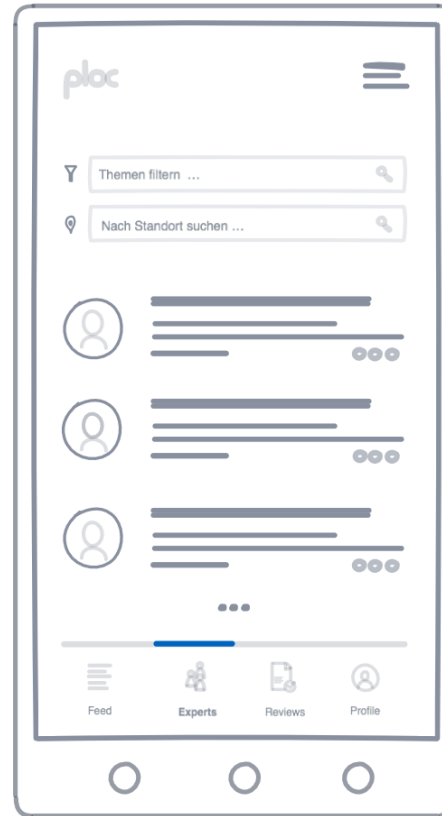 ploc
Themen filtern ...
Nach Standort suchen ...
Feed
Experts
Reviews
Profile